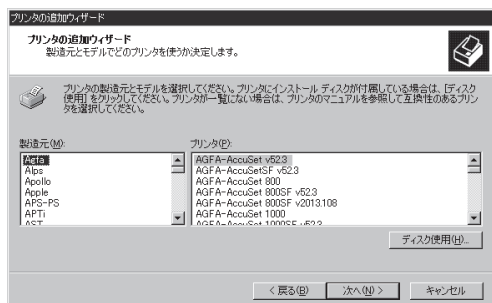 プリンタの追加ウィザード
プリンタの追加ウィザード
製造元とモデルでどのプリンタを使うか決定します。
プリンタの製造元とモデルを選択してください。プリンタにインストール ディスクが付属している場合は、[ディスク
使用] をクリックしてください。プリンタが一覧にない場合は、プリンタのマニュアルを参照して互換性のあるプリン
タを選択してください。
製造元(M):
Agfa
Alps
Apollo
Apple
APS-PS
APTi
AST
プリンタ(P):
AGFA-AccuSet v52.3
AGFA-AccuSetSF v52.3
AGFA-AccuSet 800
AGFA-AccuSet 800SF v52.3
AGFA-AccuSet 800SF v2013.108
AGFA-AccuSet 1000
AGFA-AccuSet 1000SF v52.3
ディスク使用(H)...
< 戻る(B)
次へ(N) >
キャンセル